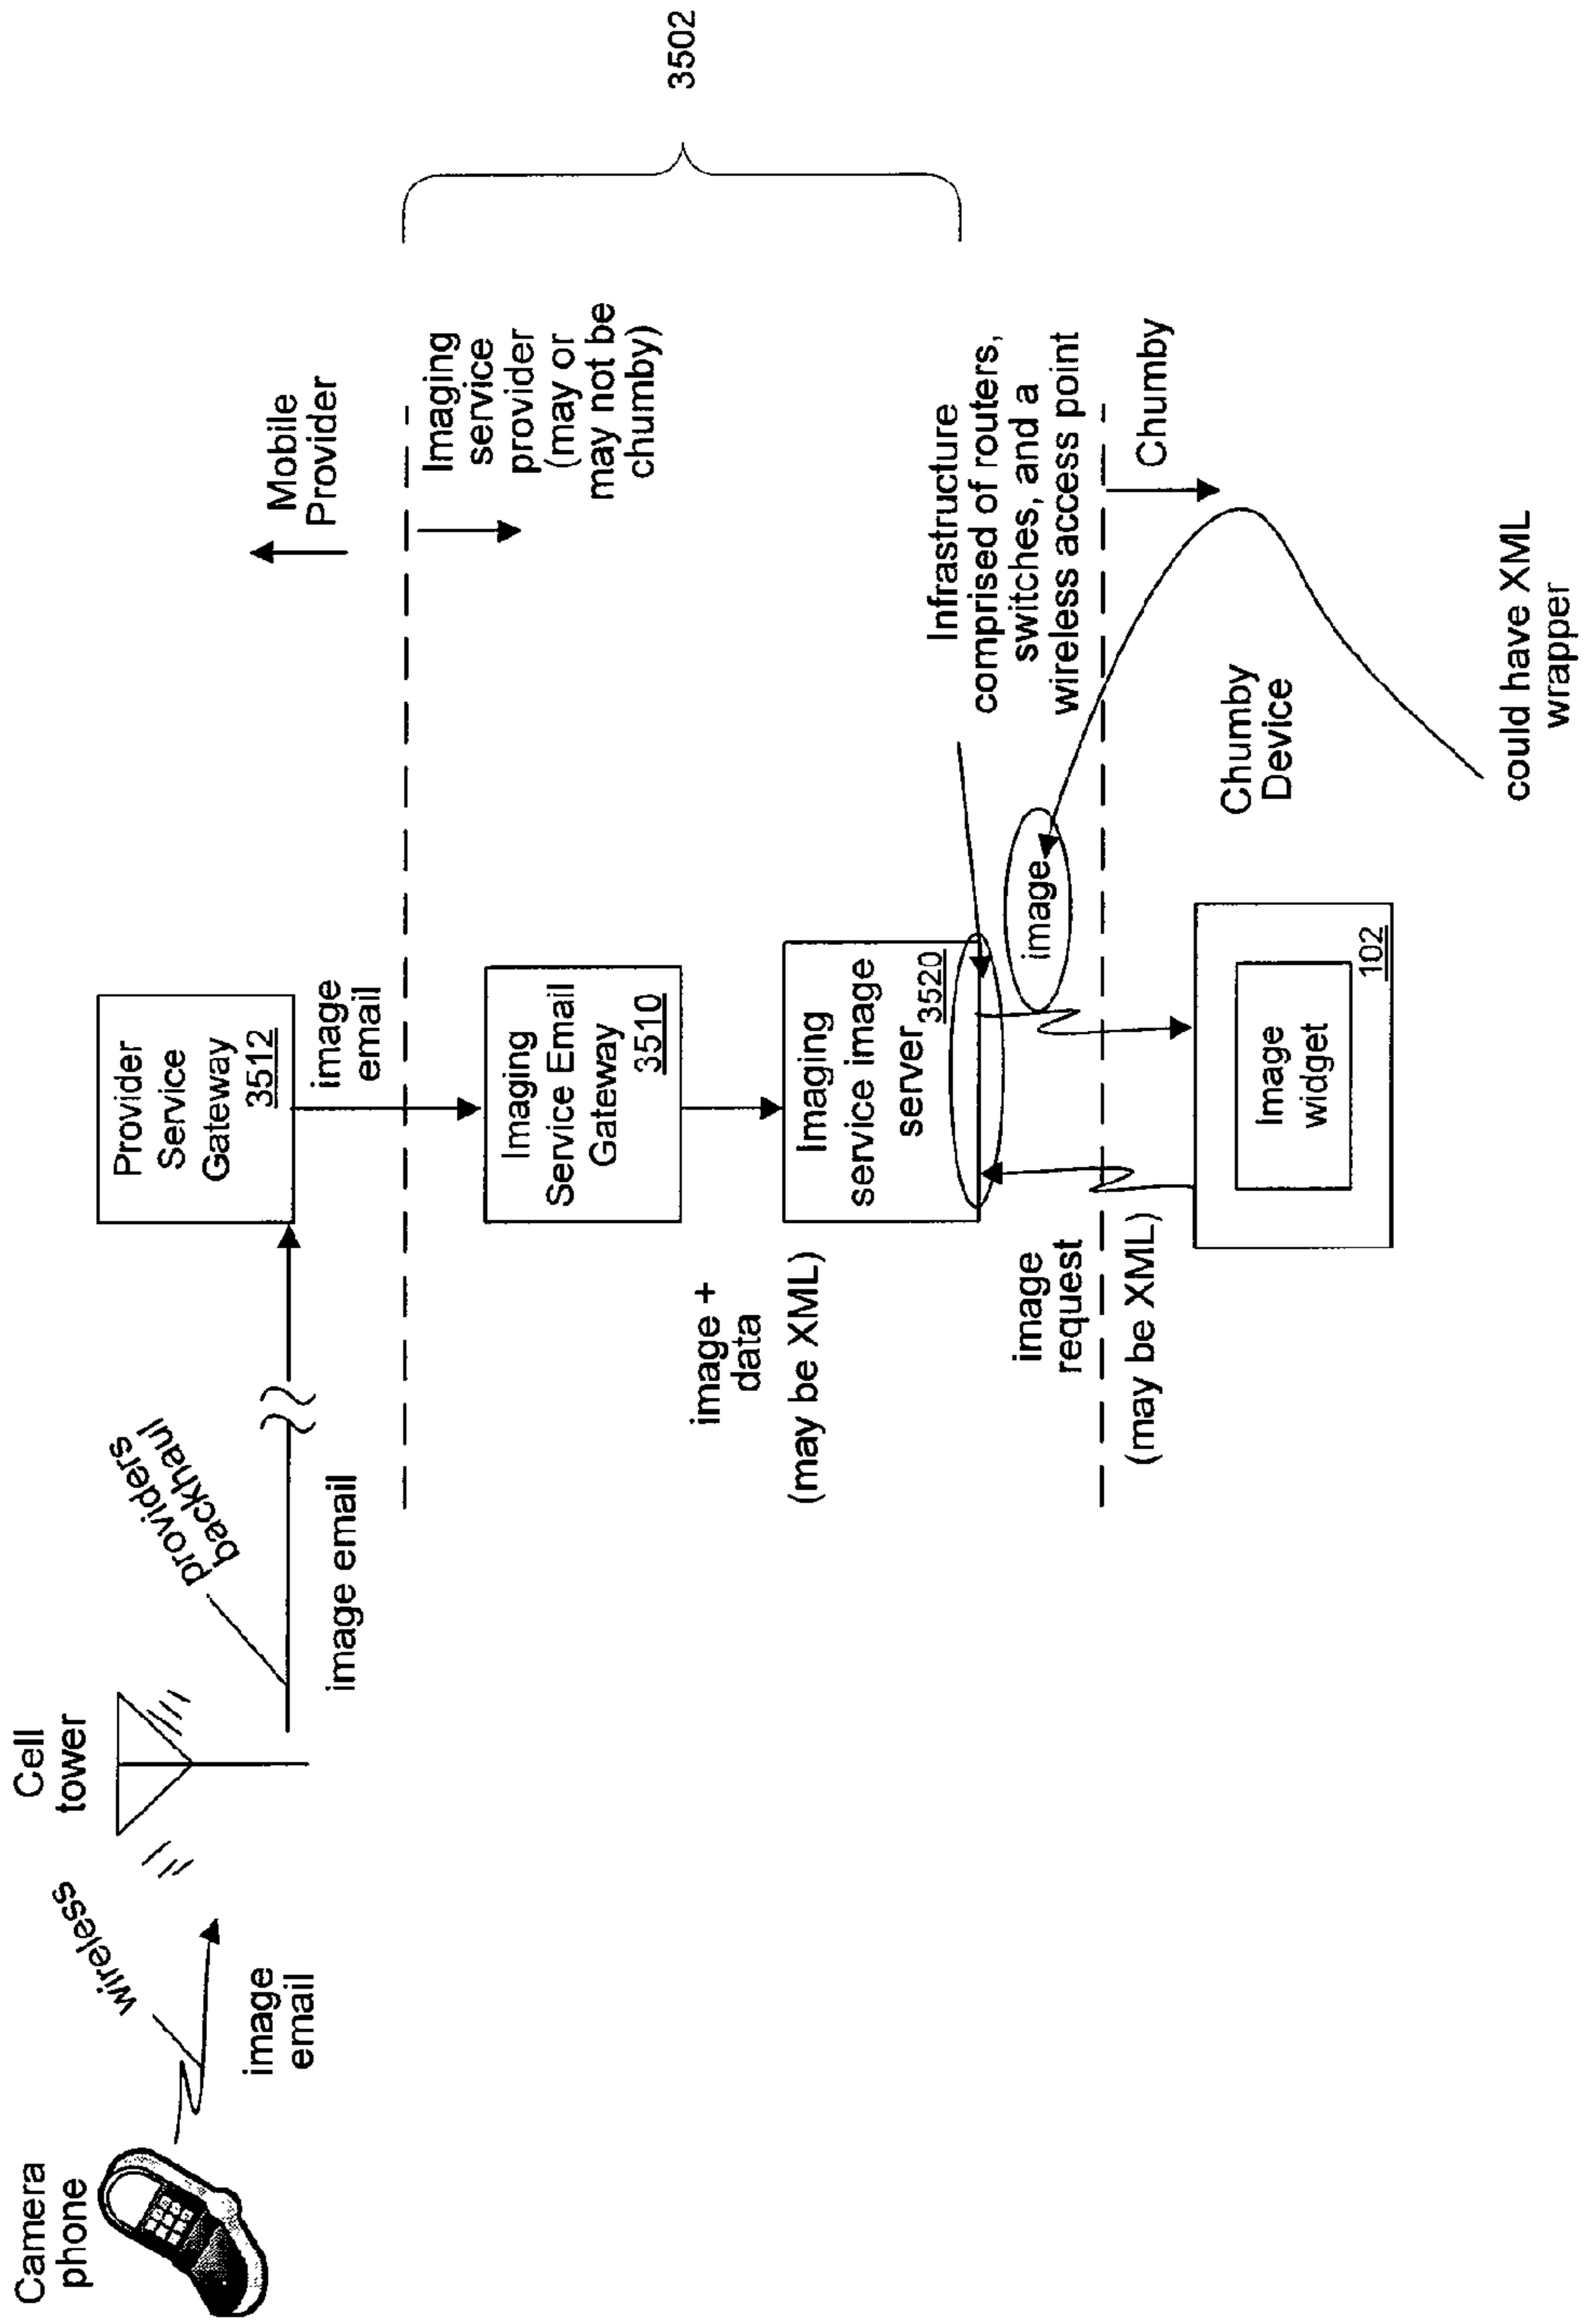 Camera
phone
wireless
image
email
Cell
tower
providers
backhaul
image email
Provider
Service
Gateway
3512
image
email
Mobile
Provider
Imaging
service
provider
(may or
may not be
chumby)
3502
Imaging
Service Email
Gateway
3510
image +
data
(may be XML)
Imaging
service image
server
3520
Infrastructure
comprised of routers,
switches, and a
wireless access point
image
request
(may be XML)
image
Chumby
Chumby
Device
Image
widget
102
could have XML
wrapper